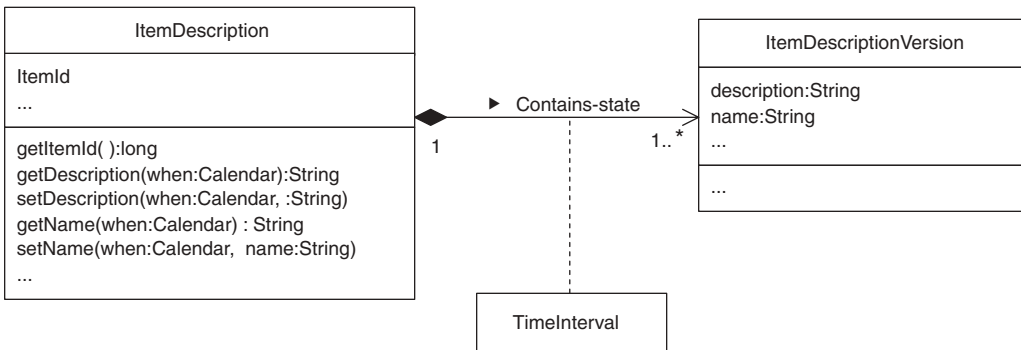 ItemDescription
ItemId
...
getItemId( ):long
getDescription(when:Calendar):String
setDescription(when:Calendar, :String)
getName(when:Calendar) : String
setName(when:Calendar, name:String)
...
▶ Contains-state
1
1..*
ItemDescriptionVersion
description:String
name:String
...
...
TimeInterval